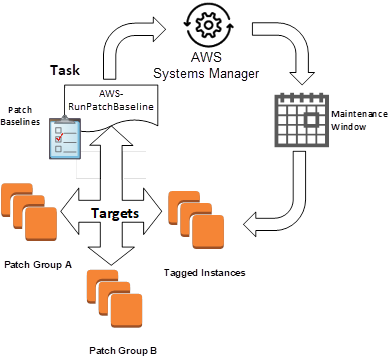 AWS
Systems Manager
Task
AWS-
RunPatchBaseline
Patch
Baselines
Maintenance
Window
Targets
Patch Group A
Tagged Instances
Patch Group B